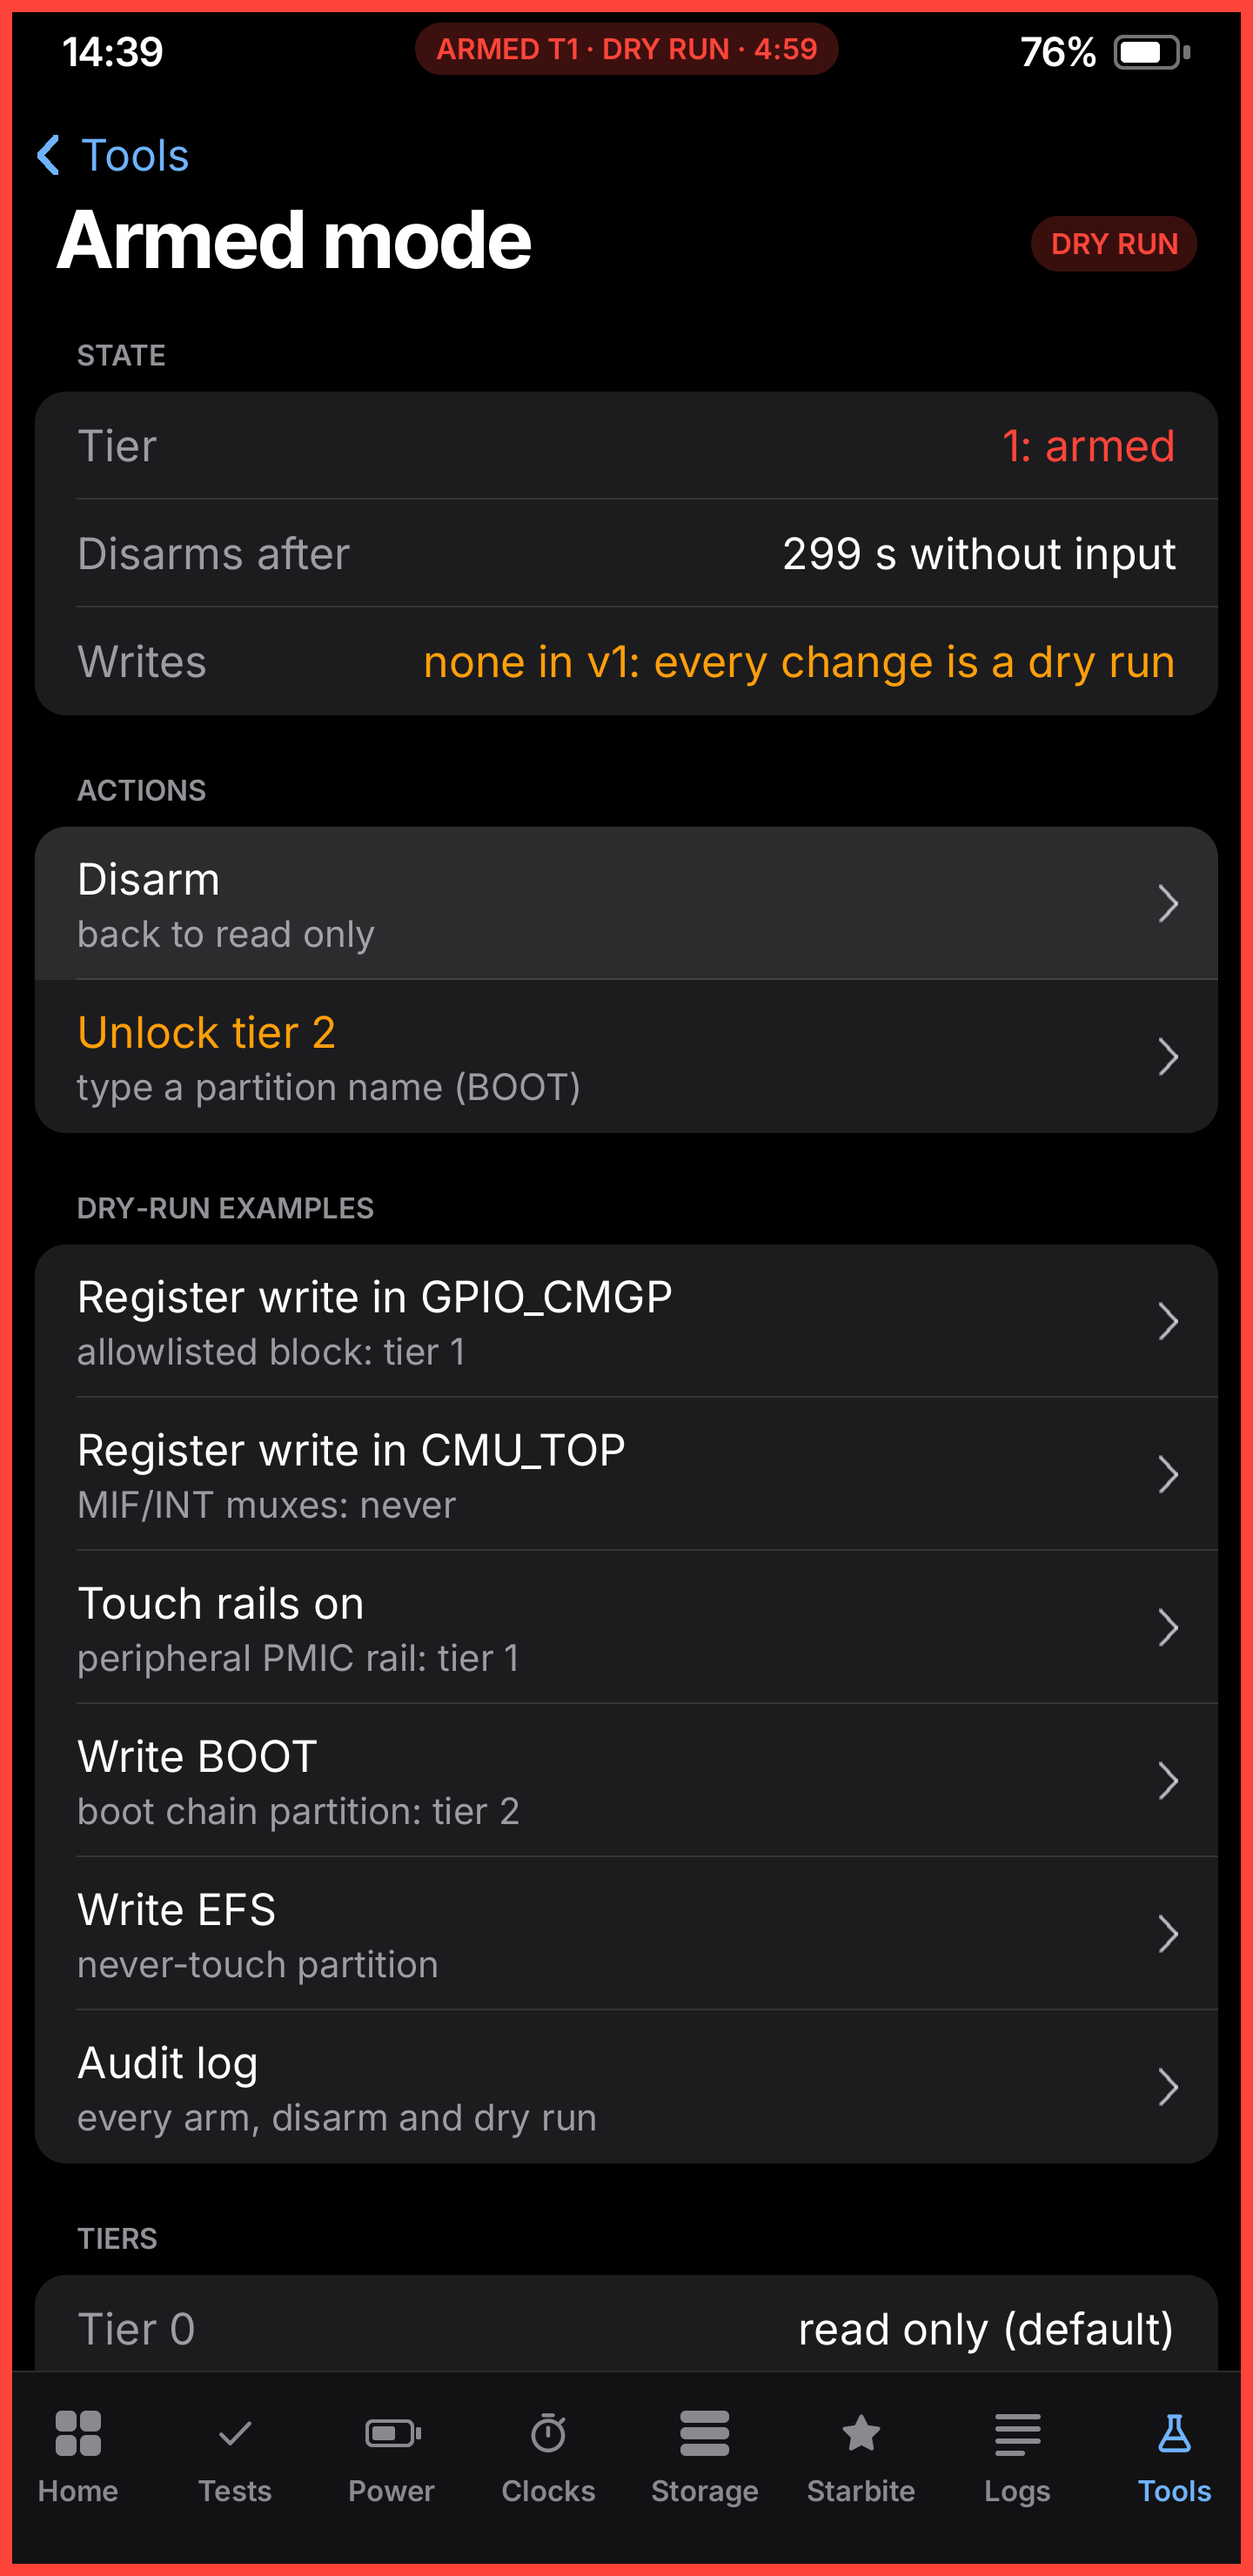 14:39
ARMED T1 · DRY RUN · 4:59
76%
Tools
Armed mode
DRY RUN
STATE
Tier 1: armed
Disarms after 299 s without input
Writes none in v1: every change is a dry run
ACTIONS
Disarm
back to read only
Unlock tier 2
type a partition name (BOOT)
DRY-RUN EXAMPLES
Register write in GPIO_CMGP
allowlisted block: tier 1
Register write in CMU_TOP
MIF/INT muxes: never
Touch rails on
peripheral PMIC rail: tier 1
Write BOOT
boot chain partition: tier 2
Write EFS
never-touch partition
Audit log
every arm, disarm and dry run
TIERS
Tier 0 read only (default)
Home Tests Power Clocks Storage Starbite Logs Tools